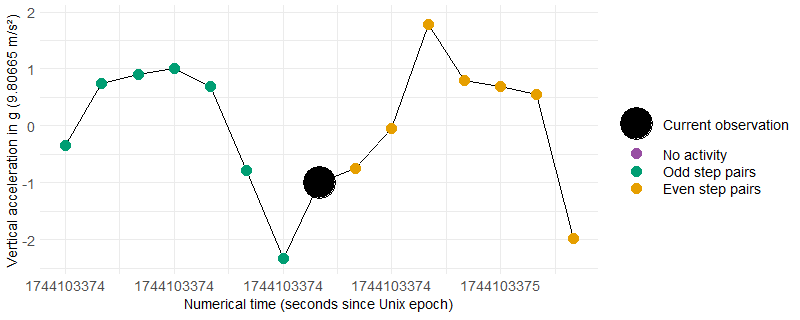 Vertical acceleration in g (9.80665 m/s²)
2
1
0
-1
-2
1744103374
1744103374
1744103374
1744103374
1744103375
Numerical time (seconds since Unix epoch)
Current observation
No activity
Odd step pairs
Even step pairs